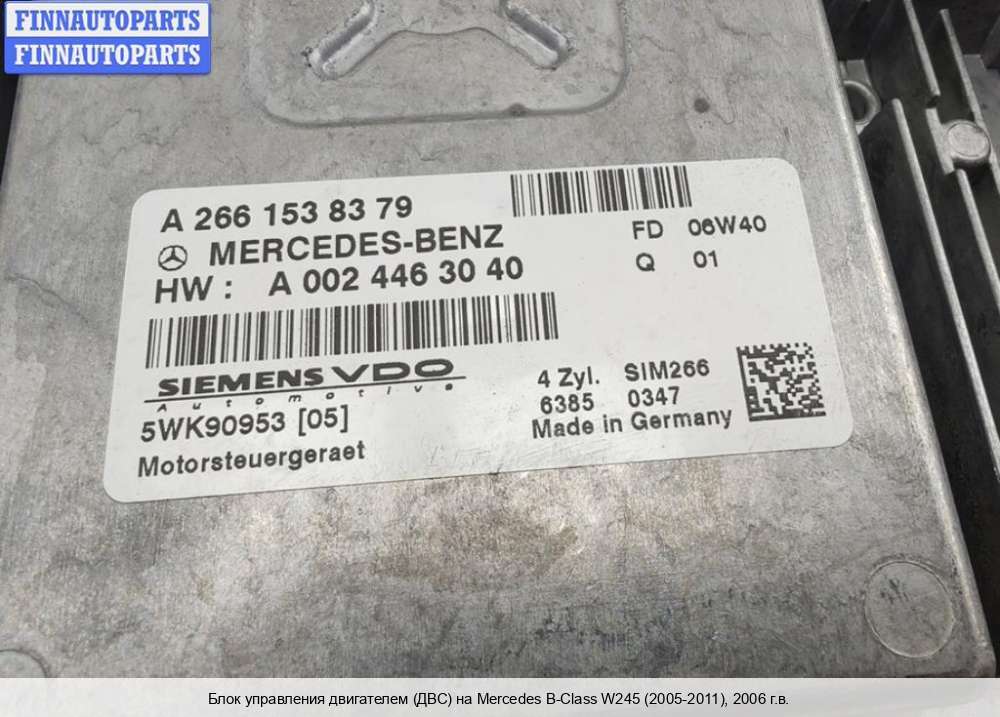 FINNAUTOPARTS
FINNAUTOPARTS
A 266 153 83 79
MERCEDES-BENZ
FD 06W40
HW : A 002 446 30 40
Q 01
SIEMENS VDO
Automotive
5WK90953 [05]
Motorsteuergeraet
4 Zyl. SIM266
6385 0347
Made in Germany
Блок управления двигателем (ДВС) на Mercedes B-Class W245 (2005-2011), 2006 г.в.